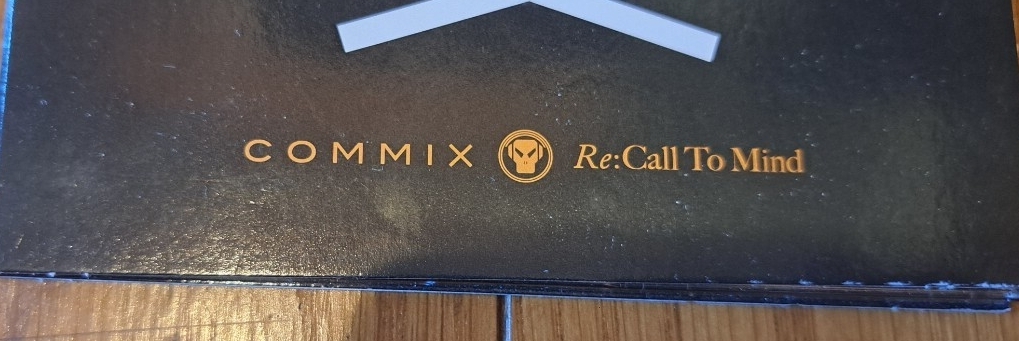 COMMIX Re:Call To Mind